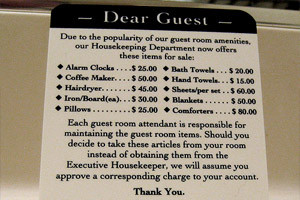 — Dear Guest —
Due to the popularity of our guest room amenities,
our Housekeeping Department now offers
these items for sale:
◆ Alarm Clocks . . . $ 25.00 ◆ Bath Towels . . . $ 20.00
◆ Coffee Maker.... $ 50.00 ◆ Hand Towels . . $ 15.00
◆ Hairdryer. . . . . . $ 45.00 ◆ Sheets/per set . . $ 60.00
◆ Iron/Board(ea). . . $ 30.00 ◆ Blankets . . . . . . $ 50.00
◆ Pillows . . . . . . . $ 25.00 ◆ Comforters . . . . $ 80.00
Each guest room attendant is responsible for
maintaining the guest room items. Should you
decide to take these articles from your room
instead of obtaining them from the
Executive Housekeeper, we will assume you
approve a corresponding charge to your account.
Thank You.